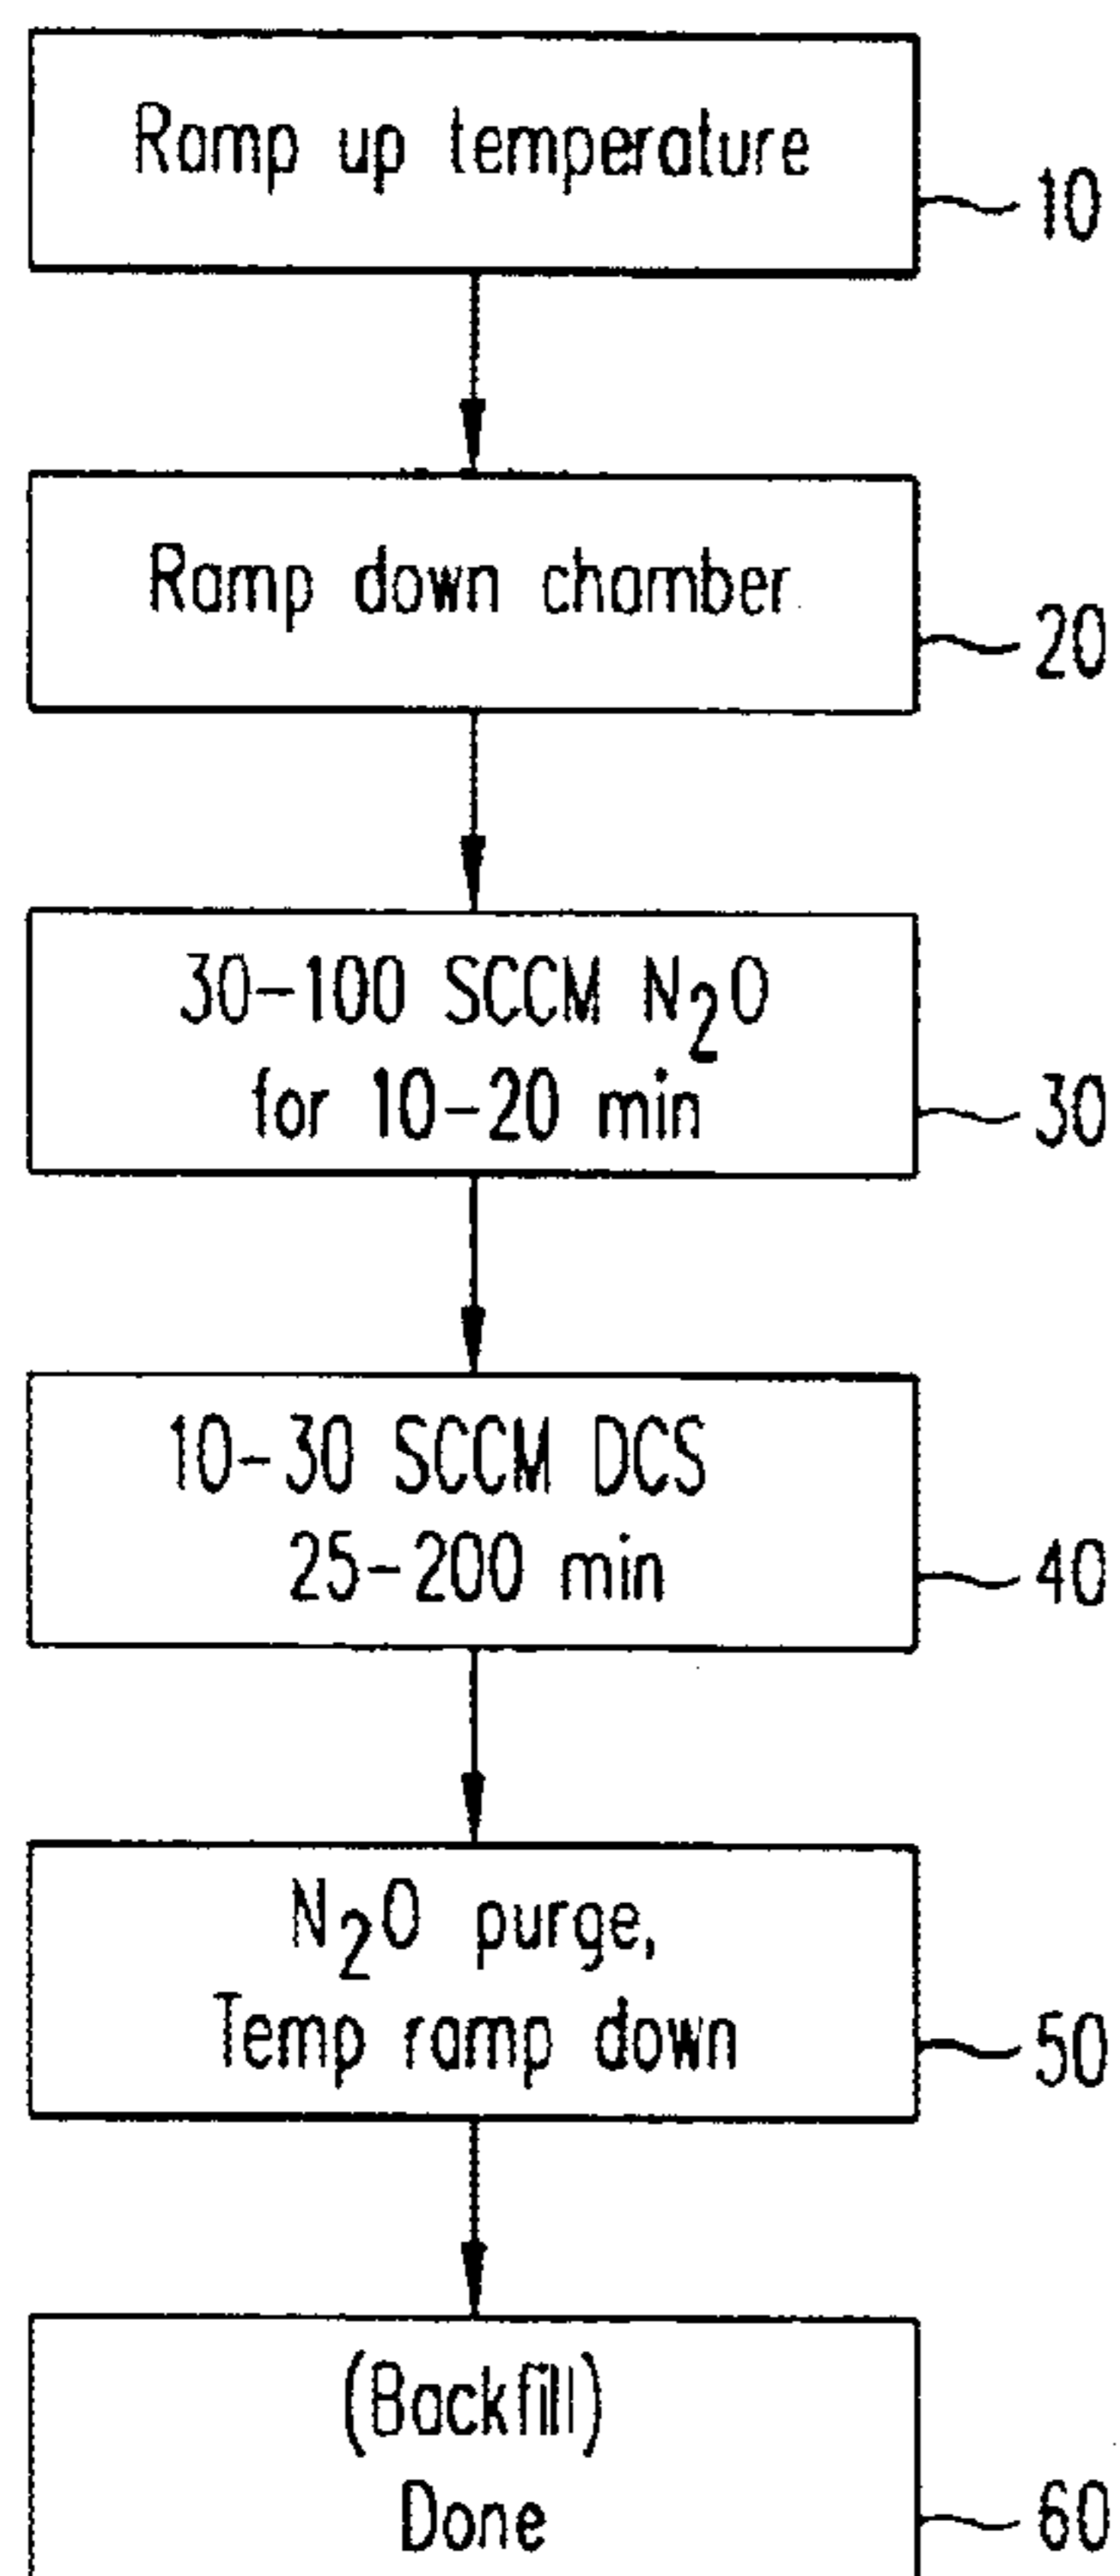 Ramp up temperature
10
Ramp down chamber
20
30-100 SCCM N₂O
for 10-20 min
30
10-30 SCCM DCS
25-200 min
40
N₂O purge,
Temp ramp down
50
(Backfill)
Done
60